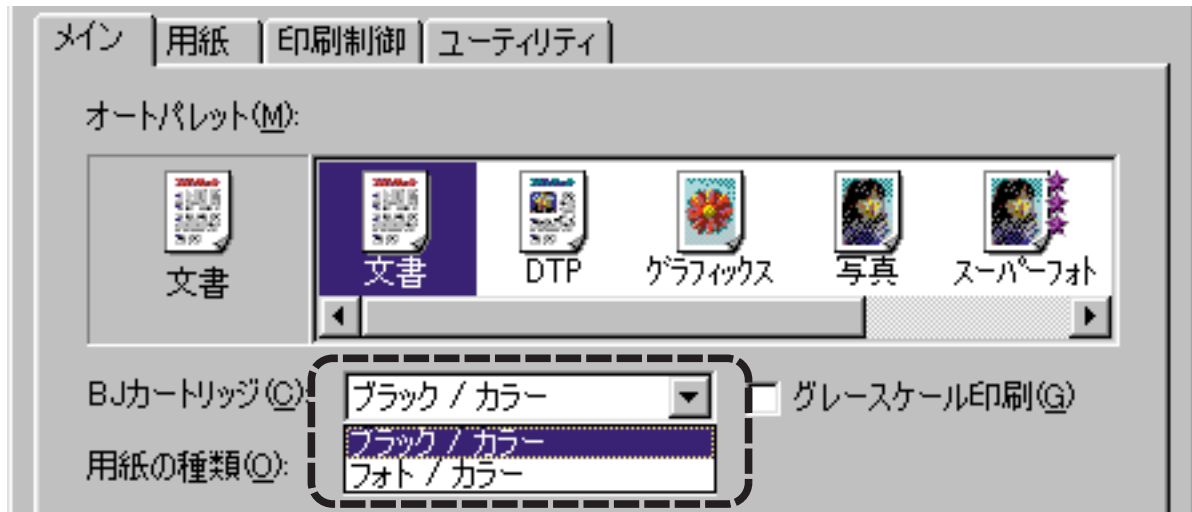 メイン 用紙 印刷制御 ユーティリティ
オートパレット(M):
文書 文書 DTP グラフィックス 写真 スーパーフォト
BJカートリッジ(C): ブラック / カラー グレースケール印刷(G)
ブラック / カラー
用紙の種類(O): フォト / カラー